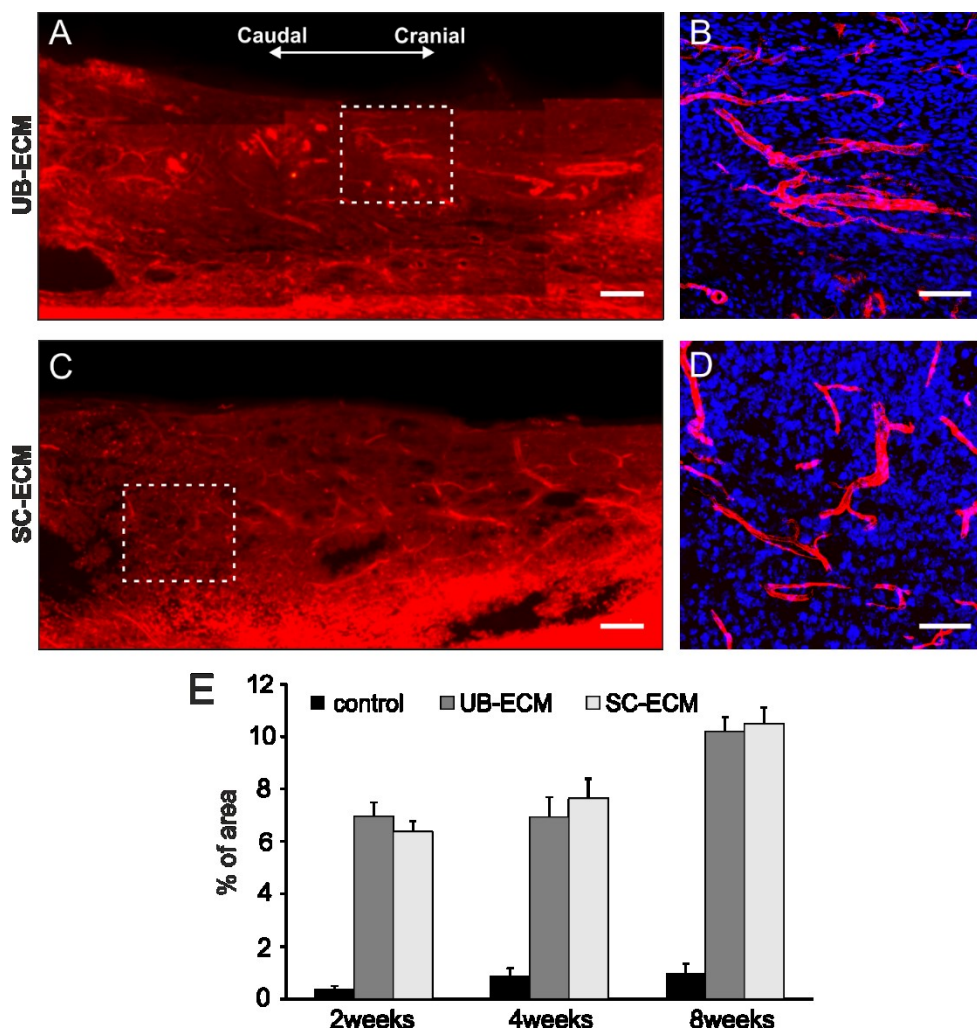 A
Caudal
Cranial
B
UB-ECM
C
D
SC-ECM
E
12
control
UB-ECM
SC-ECM
10
8
6
4
2
0
% of area
2weeks
4weeks
8weeks